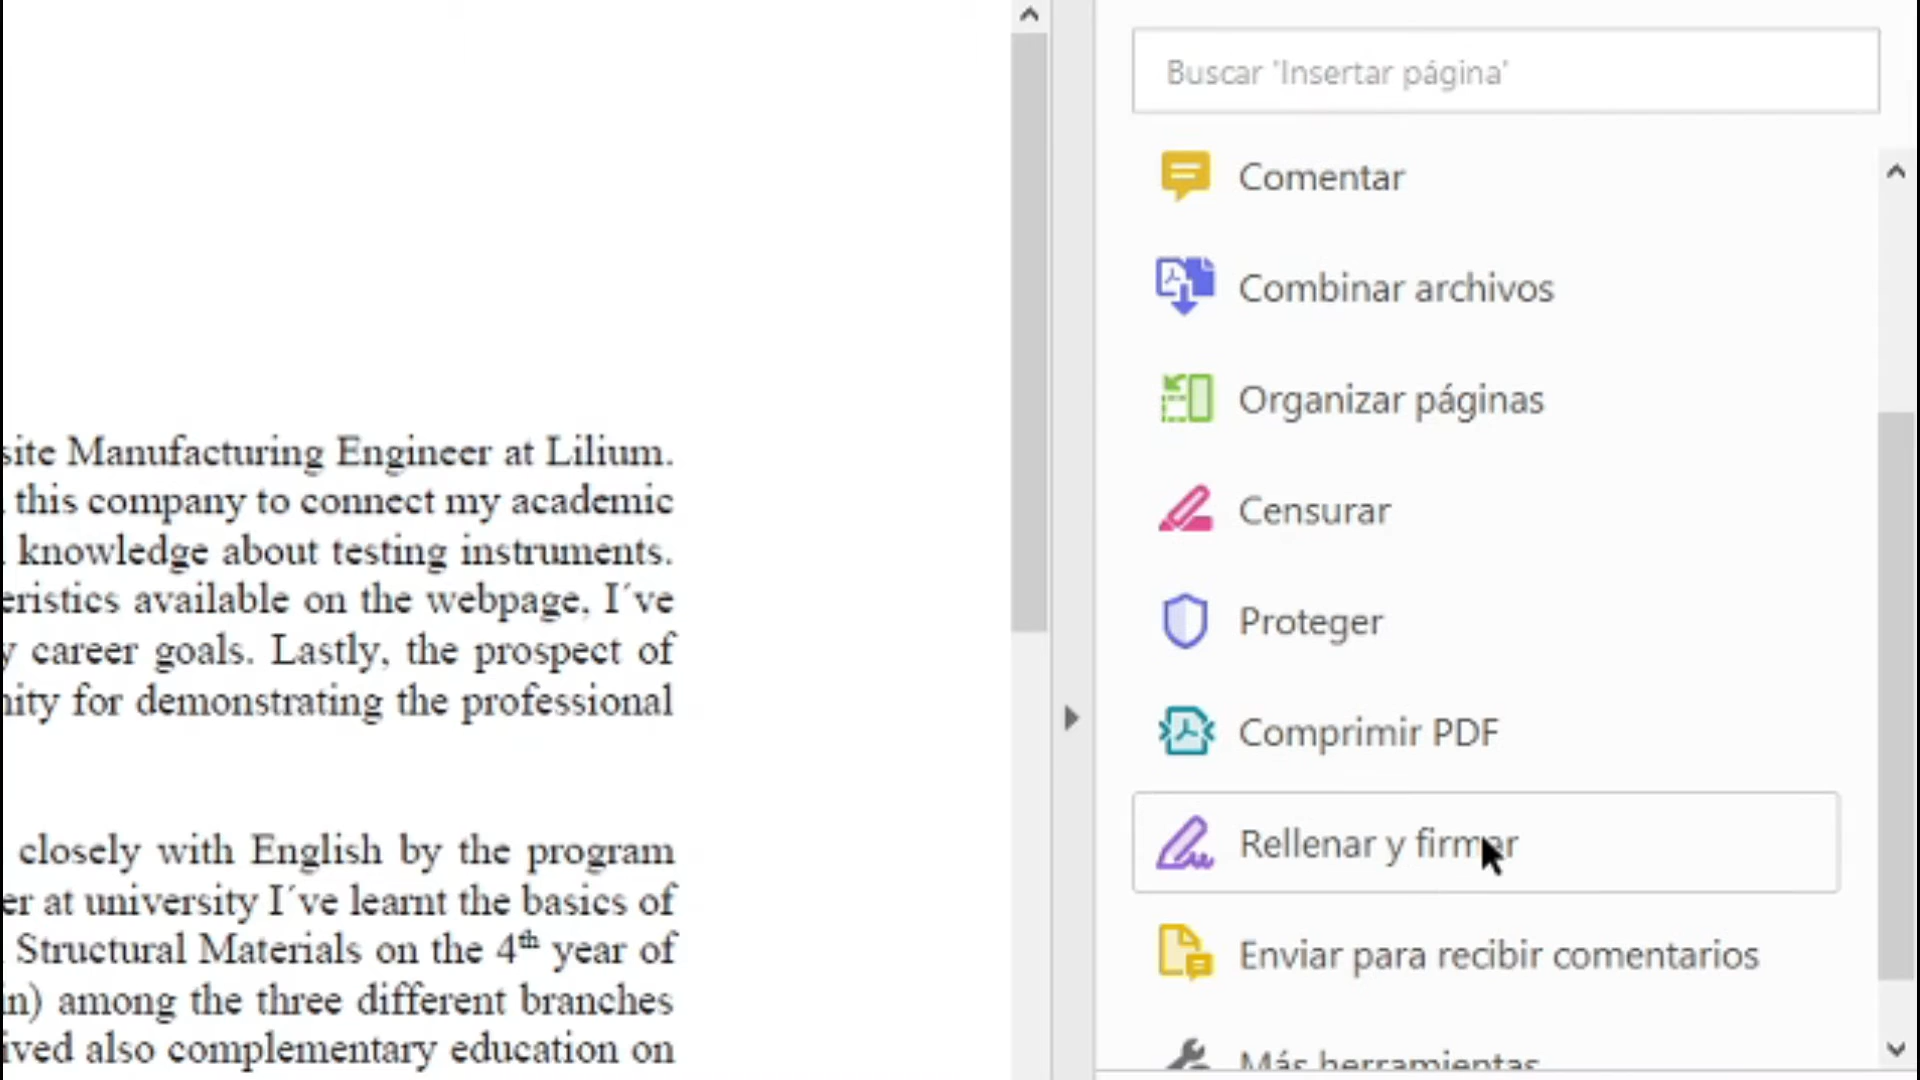 site Manufacturing Engineer at Lilium.
this company to connect my academic
knowledge about testing instruments.
eristics available on the webpage, I´ve
y career goals. Lastly, the prospect of
nity for demonstrating the professional
closely with English by the program
er at university I´ve learnt the basics of
Structural Materials on the 4th year of
in) among the three different branches
ived also complementary education on
Buscar 'Insertar página'
Comentar
Combinar archivos
Organizar páginas
Censurar
Proteger
Comprimir PDF
Rellenar y firmar
Enviar para recibir comentarios
Más herramientas